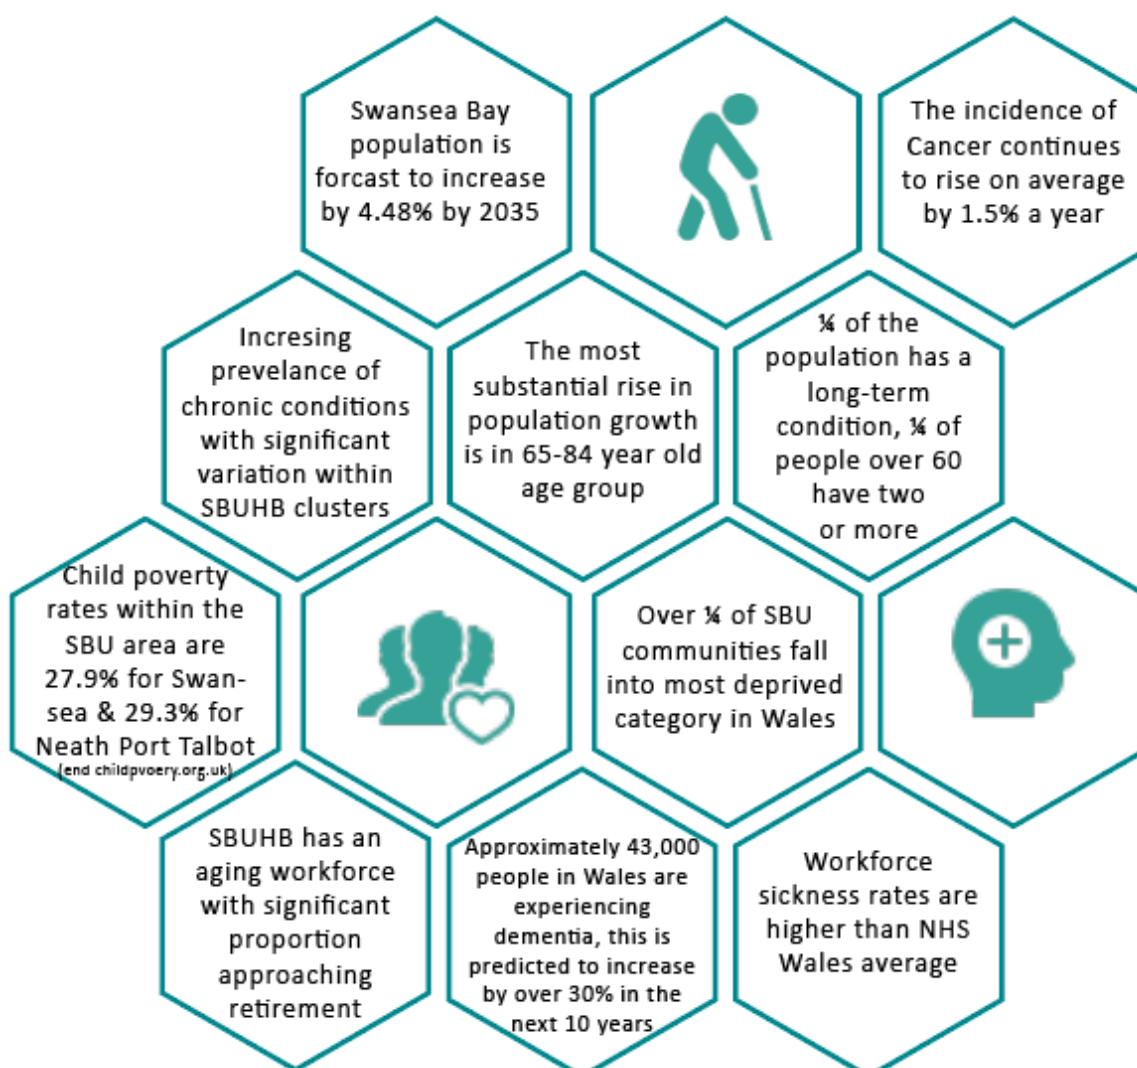 Swansea Bay
population is
forcast to increase
by 4.48% by 2035
The incidence of
Cancer continues
to rise on average
by 1.5% a year
Incresing
prevelance of
chronic conditions
with significant
variation within
SBUHB clusters
The most
substantial rise in
population growth
is in 65-84 year old
age group
¼ of the
population has a
long-term
condition, ¼ of
people over 60
have two
or more
Child poverty
rates within the
SBU area are
27.9% for Swan-
sea & 29.3% for
Neath Port Talbot
(end childpvoery.org.uk)
Over ¼ of SBU
communities fall
into most deprived
category in Wales
SBUHB has an
aging workforce
with significant
proportion
approaching
retirement
Approximately 43,000
people in Wales are
experiencing
dementia, this is
predicted to increase
by over 30% in the
next 10 years
Workforce
sickness rates are
higher than NHS
Wales average